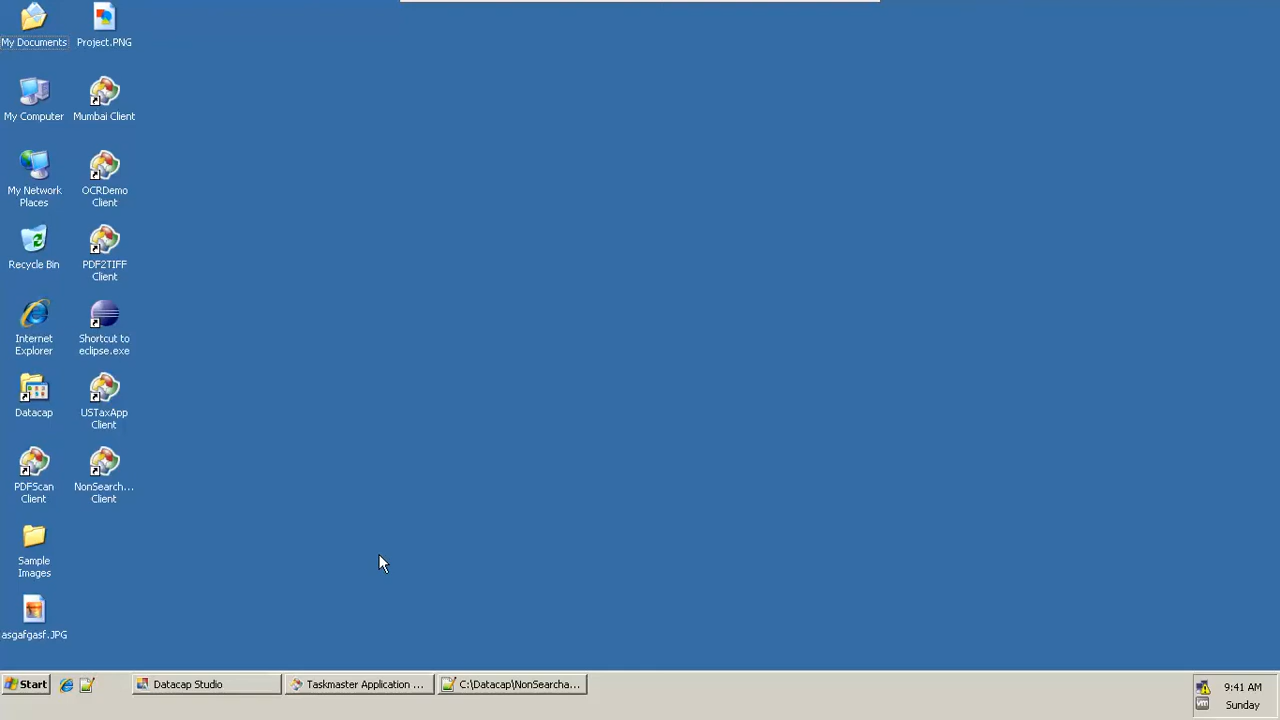 My Documents
Project.PNG
My Computer
Mumbai Client
My Network
Places
OCRDemo
Client
Recycle Bin
PDF2TIFF
Client
Internet
Explorer
Shortcut to
eclipse.exe
Datacap
USTaxApp
Client
PDFScan
Client
NonSearch...
Client
Sample
Images
asgafgasf.JPG
Start
Datacap Studio
Taskmaster Application ...
C:\Datacap\NonSearcha...
9:41 AM
Sunday
vm